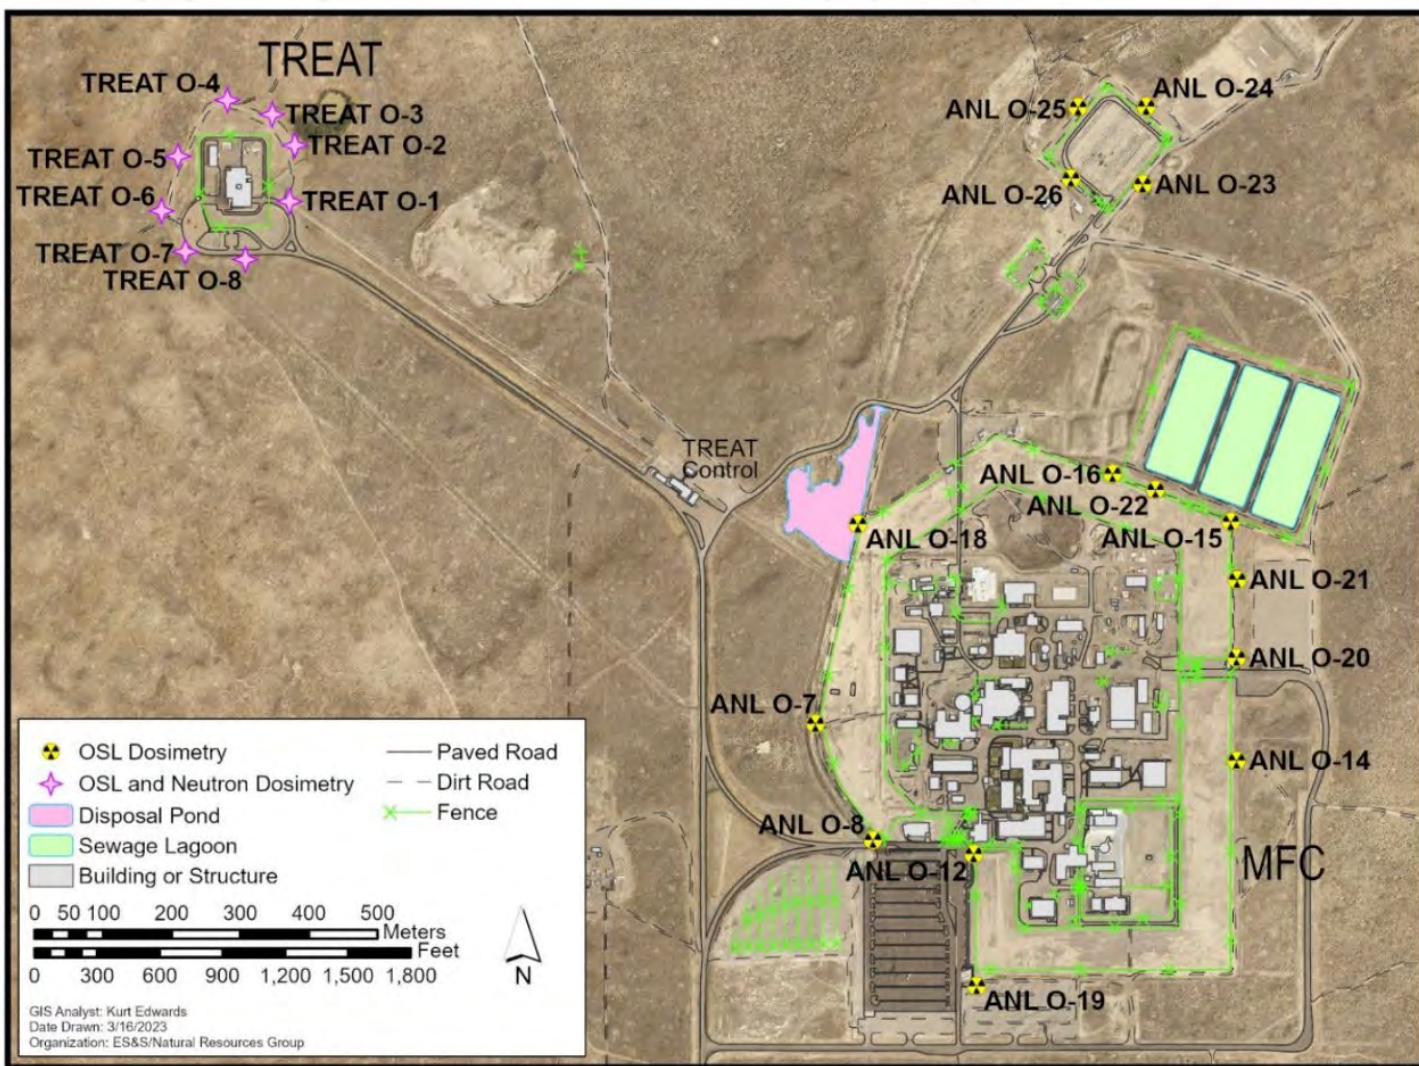 TREAT
TREAT O-4
TREAT O-3
TREAT O-2
TREAT O-5
TREAT O-6
TREAT O-1
TREAT O-7
TREAT O-8
ANL O-25
ANL O-24
ANL O-26
ANL O-23
TREAT
Control
ANL O-16
ANL O-22
ANL O-18
ANL O-15
ANL O-21
ANL O-20
ANL O-7
ANL O-14
ANL O-8
ANL O-12
MFC
ANL O-19
OSL Dosimetry
OSL and Neutron Dosimetry
Disposal Pond
Sewage Lagoon
Building or Structure
Paved Road
Dirt Road
Fence
0 50 100 200 300 400 500
Meters
Feet
0 300 600 900 1,200 1,500 1,800
N
GIS Analyst: Kurt Edwards
Date Drawn: 3/16/2023
Organization: ES&S/Natural Resources Group